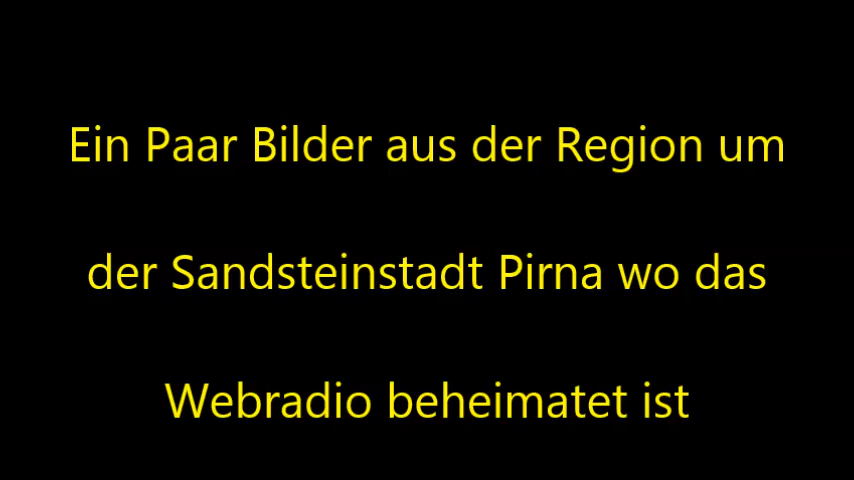 Ein Paar Bilder aus der Region um
der Sandsteinstadt Pirna wo das
Webradio beheimatet ist